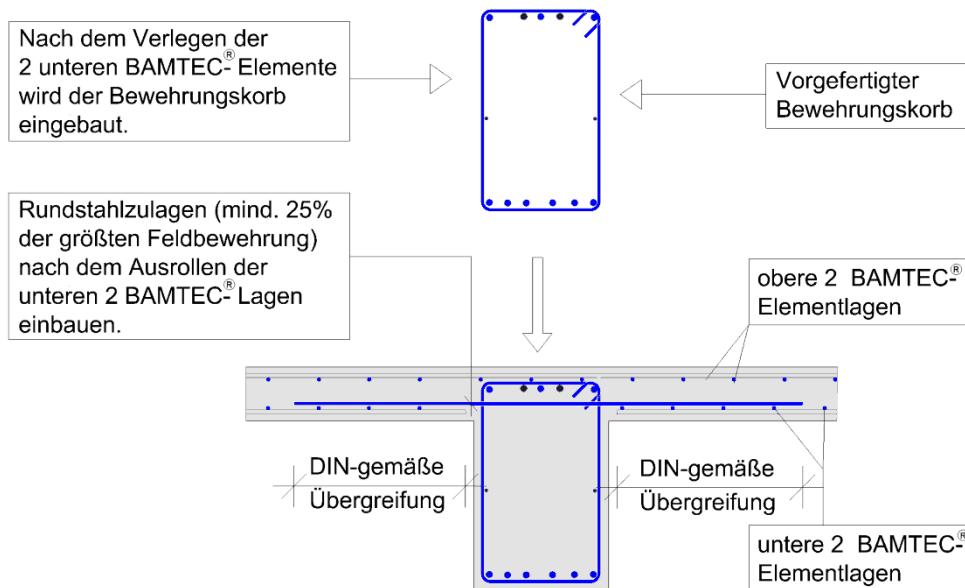 Nach dem Verlegen der
2 unteren BAMTEC-® Elemente
wird der Bewehrungskorb
eingebaut.
Vorgefertigter
Bewehrungskorb
Rundstahlzulagen (mind. 25%
der größten Feldbewehrung)
nach dem Ausrollen der
unteren 2 BAMTEC-® Lagen
einbauen.
obere 2 BAMTEC-®
Elementlagen
DIN-gemäße
Übergreifung
DIN-gemäße
Übergreifung
untere 2 BAMTEC-®
Elementlagen